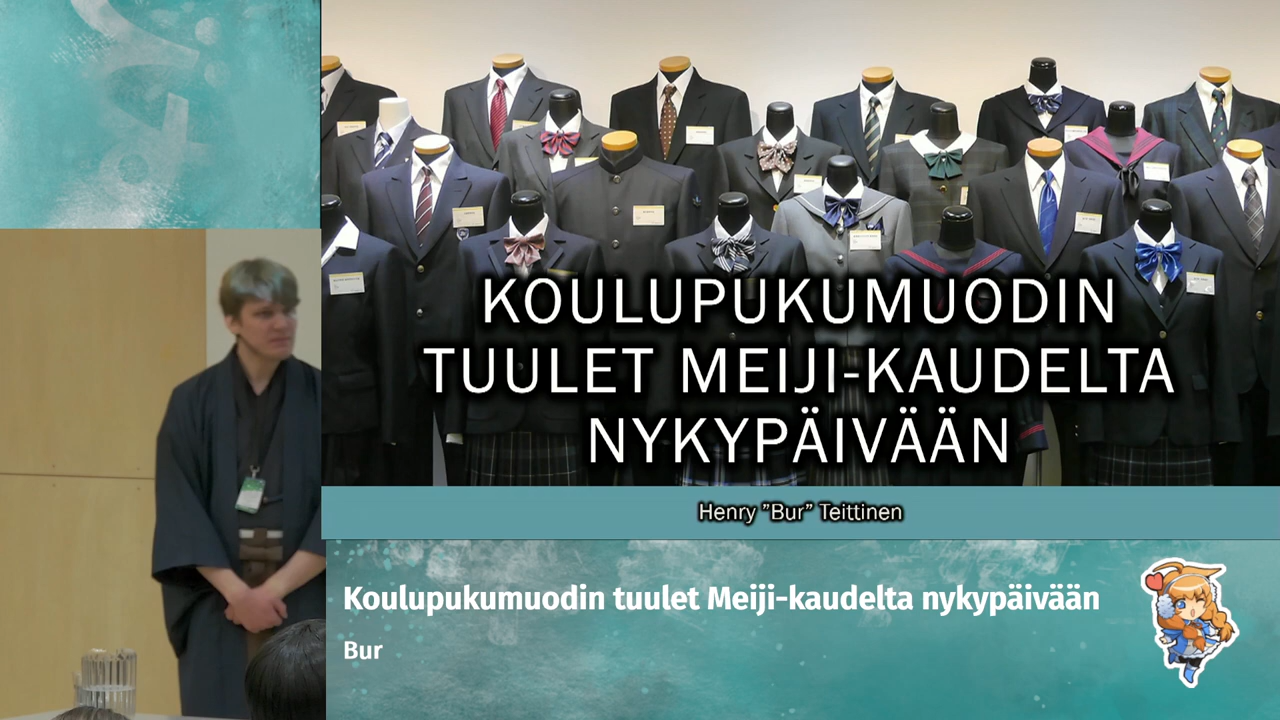 KOULUPUKUMUODIN
TUULET MEIJI-KAUDELTA
NYKYPÄIVÄÄN
Henry ”Bur” Teittinen
Koulupukumuodin tuulet Meiji-kaudelta nykypäivään
Bur